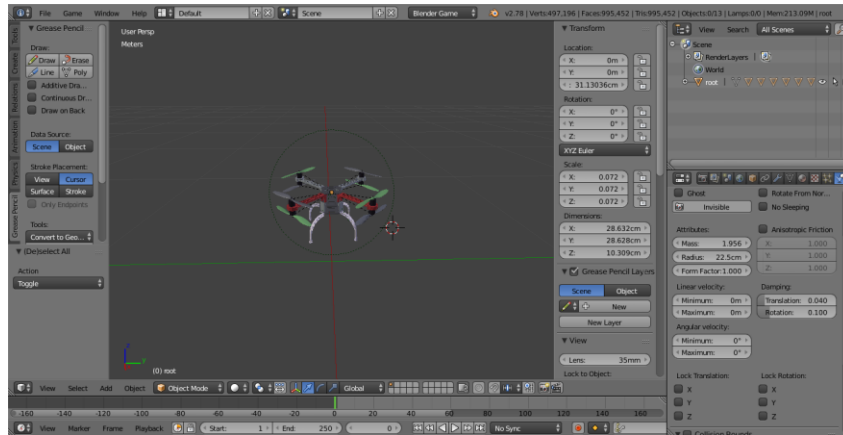 File Game Window Help Default Scene Blender Game v2.78 | Verts:497,196 | Faces:995,452 | Tris:995,452 | Objects:0/13 | Lamps:0/0 | Mem:213.09M | root
Tools
Create
Relations
Animation
Physics
Grease Pencil
Grease Pencil
Draw:
Draw Erase
Line Poly
Additive Dra...
Continuous Dr...
Draw on Back
Data Source:
Scene Object
Stroke Placement:
View Cursor
Surface Stroke
Only Endpoints
Tools:
Convert to Geo...
(De)select All
Action
Toggle
User Persp
Meters
z
y
(0) root
Transform
Location:
X: 0m
Y: 0m
: 31.13036cm
Rotation:
X: 0°
Y: 0°
Z: 0°
XYZ Euler
Scale:
X: 0.072
Y: 0.072
Z: 0.072
Dimensions:
X: 28.632cm
Y: 28.628cm
Z: 10.309cm
Grease Pencil Layers
Scene Object
New
New Layer
View
Lens: 35mm
Lock to Object:
View Search All Scenes
Scene
RenderLayers |
World
root |
Ghost Rotate From Nor...
Invisible No Sleeping
Attributes: Anisotropic Friction
Mass: 1.956 X: 1.000
Radius: 22.5cm Y: 1.000
Form Factor:1.000 Z: 1.000
Linear velocity: Damping:
Minimum: 0m Translation: 0.040
Maximum: 0m Rotation: 0.100
Angular velocity:
Minimum: 0°
Maximum: 0°
Lock Translation: Lock Rotation:
X X
Y Y
Z Z
Collision Bounds
View Select Add Object Object Mode Global
-160 -140 -120 -100 -80 -60 -40 -20 0 20 40 60 80 100 120 140 160
View Marker Frame Playback Start: 1 End: 250 0 No Sync